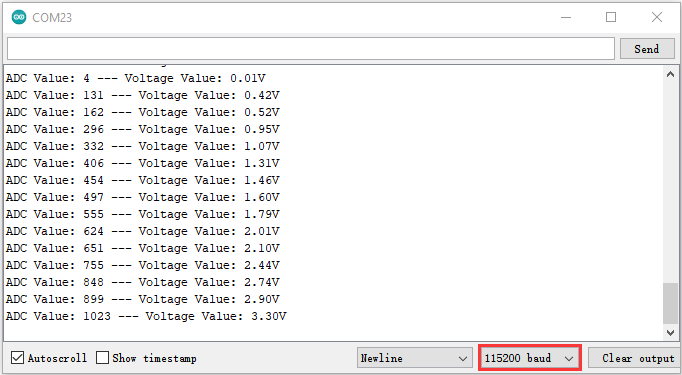 COM23
Send
ADC Value: 4 --- Voltage Value: 0.01V
ADC Value: 131 --- Voltage Value: 0.42V
ADC Value: 162 --- Voltage Value: 0.52V
ADC Value: 296 --- Voltage Value: 0.95V
ADC Value: 332 --- Voltage Value: 1.07V
ADC Value: 406 --- Voltage Value: 1.31V
ADC Value: 454 --- Voltage Value: 1.46V
ADC Value: 497 --- Voltage Value: 1.60V
ADC Value: 555 --- Voltage Value: 1.79V
ADC Value: 624 --- Voltage Value: 2.01V
ADC Value: 651 --- Voltage Value: 2.10V
ADC Value: 755 --- Voltage Value: 2.44V
ADC Value: 848 --- Voltage Value: 2.74V
ADC Value: 899 --- Voltage Value: 2.90V
ADC Value: 1023 --- Voltage Value: 3.30V
Autoscroll Show timestamp Newline 115200 baud Clear output